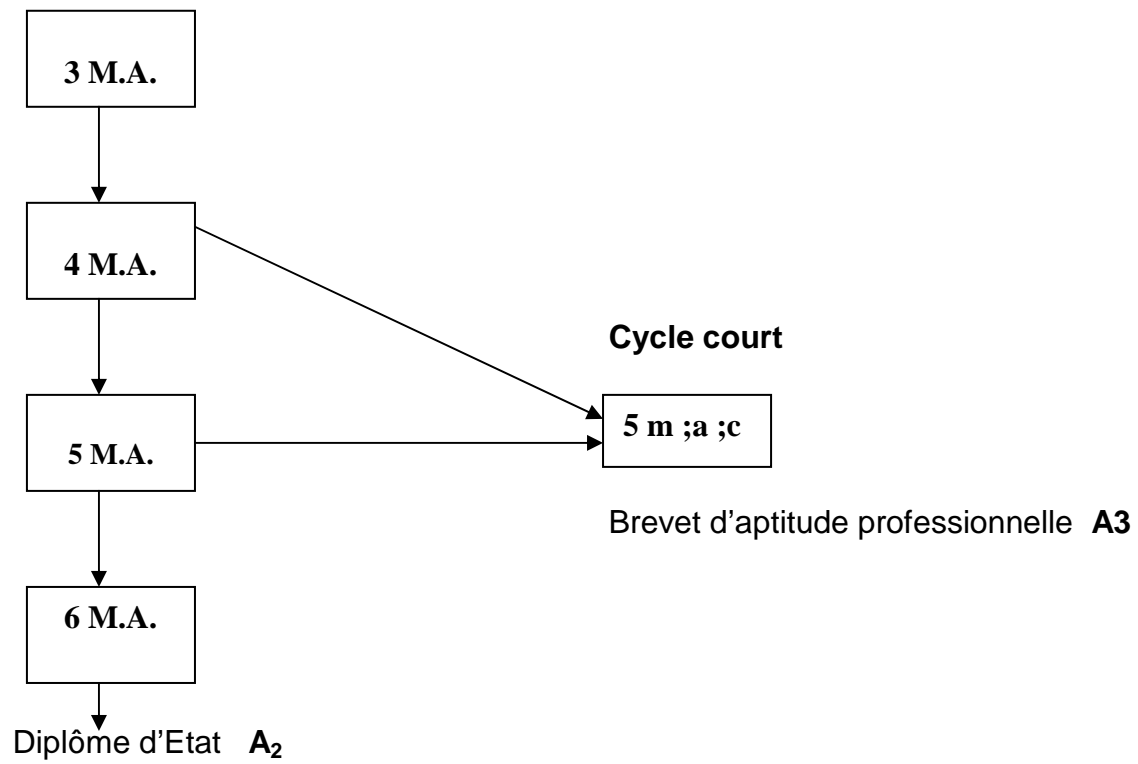 3 M.A.
4 M.A.
Cycle court
5 m ;a ;c
5 M.A.
Brevet d’aptitude professionnelle A3
6 M.A.
Diplôme d’Etat A₂